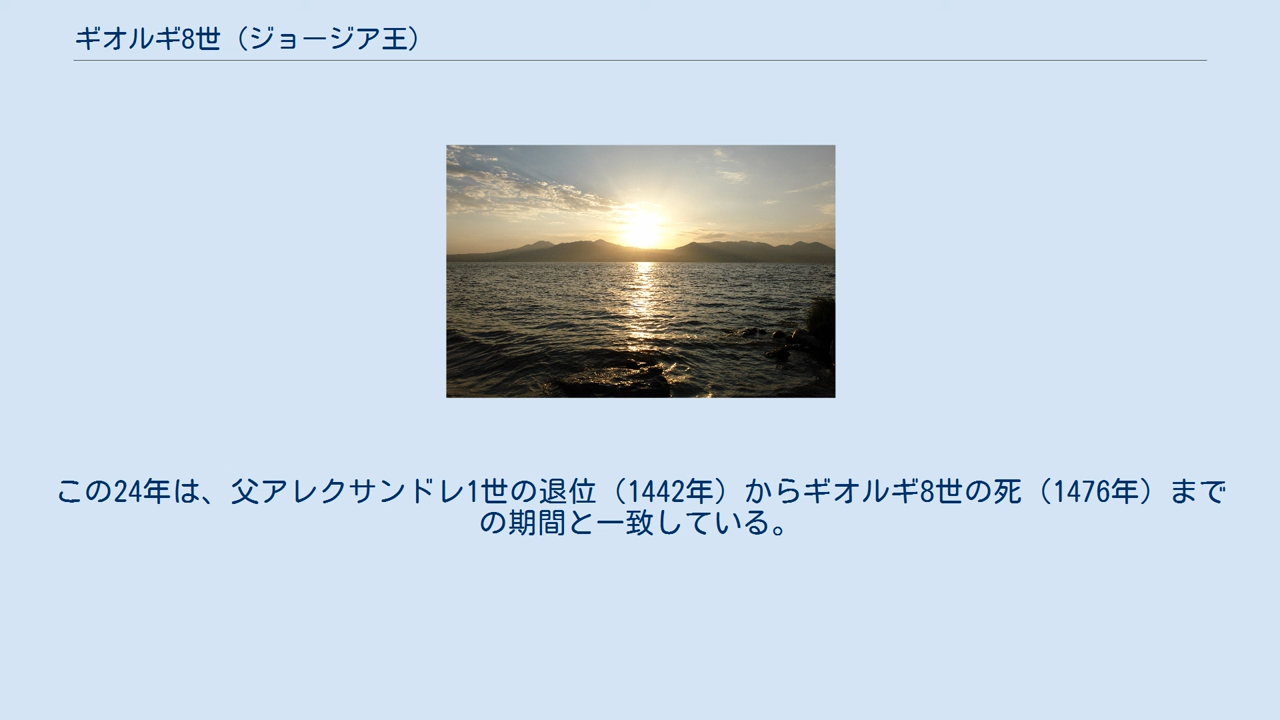 ギオルギ8世（ジョージア王）
この24年は、父アレクサンドレ1世の退位（1442年）からギオルギ8世の死（1476年）まで
の期間と一致している。